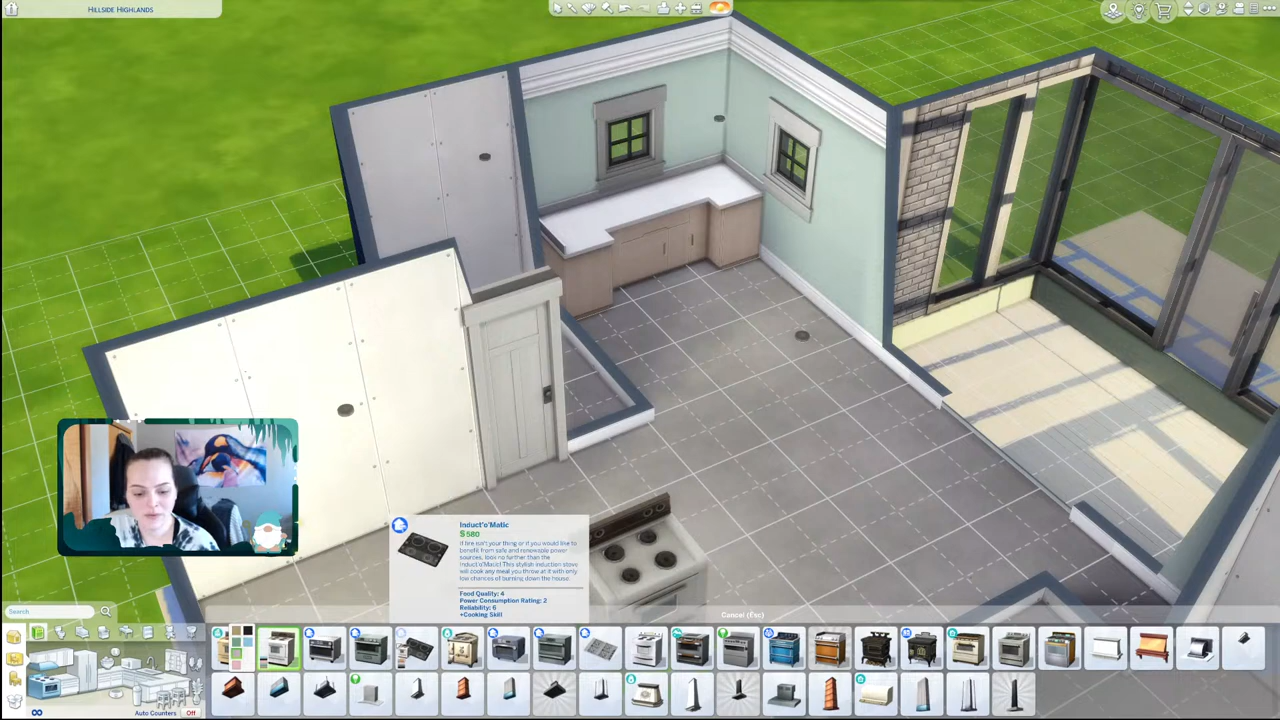 HILLSIDE HIGHLANDS
Induct'o'Matic
$580
If fire isn't your thing or if you would like to
benefit from safe and renewable power
sources, look no further than the
Induct'o'Matic! This stylish induction stove
will cook any meal you throw at it with only
low chances of burning down the house.
Food Quality: 4
Power Consumption Rating: 2
Reliability: 6
+Cooking Skill
Search
Cancel (Esc)
Auto Counters Off